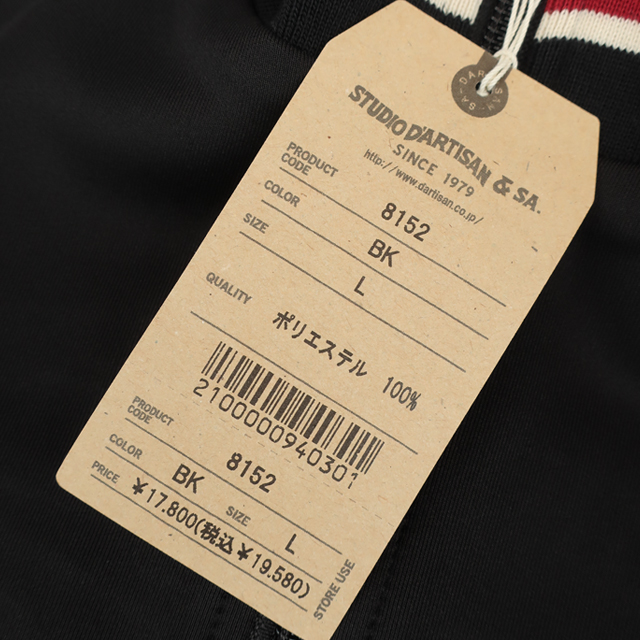 STUDIO D'ARTISAN & SA.
SINCE 1979
http://www.dartisan.co.jp/
PRODUCT CODE 8152
COLOR BK
SIZE L
QUALITY ポリエステル 100%
2100000940301
PRODUCT CODE 8152
COLOR BK SIZE L
PRICE ¥17.800(税込¥19.580)
STORE USE